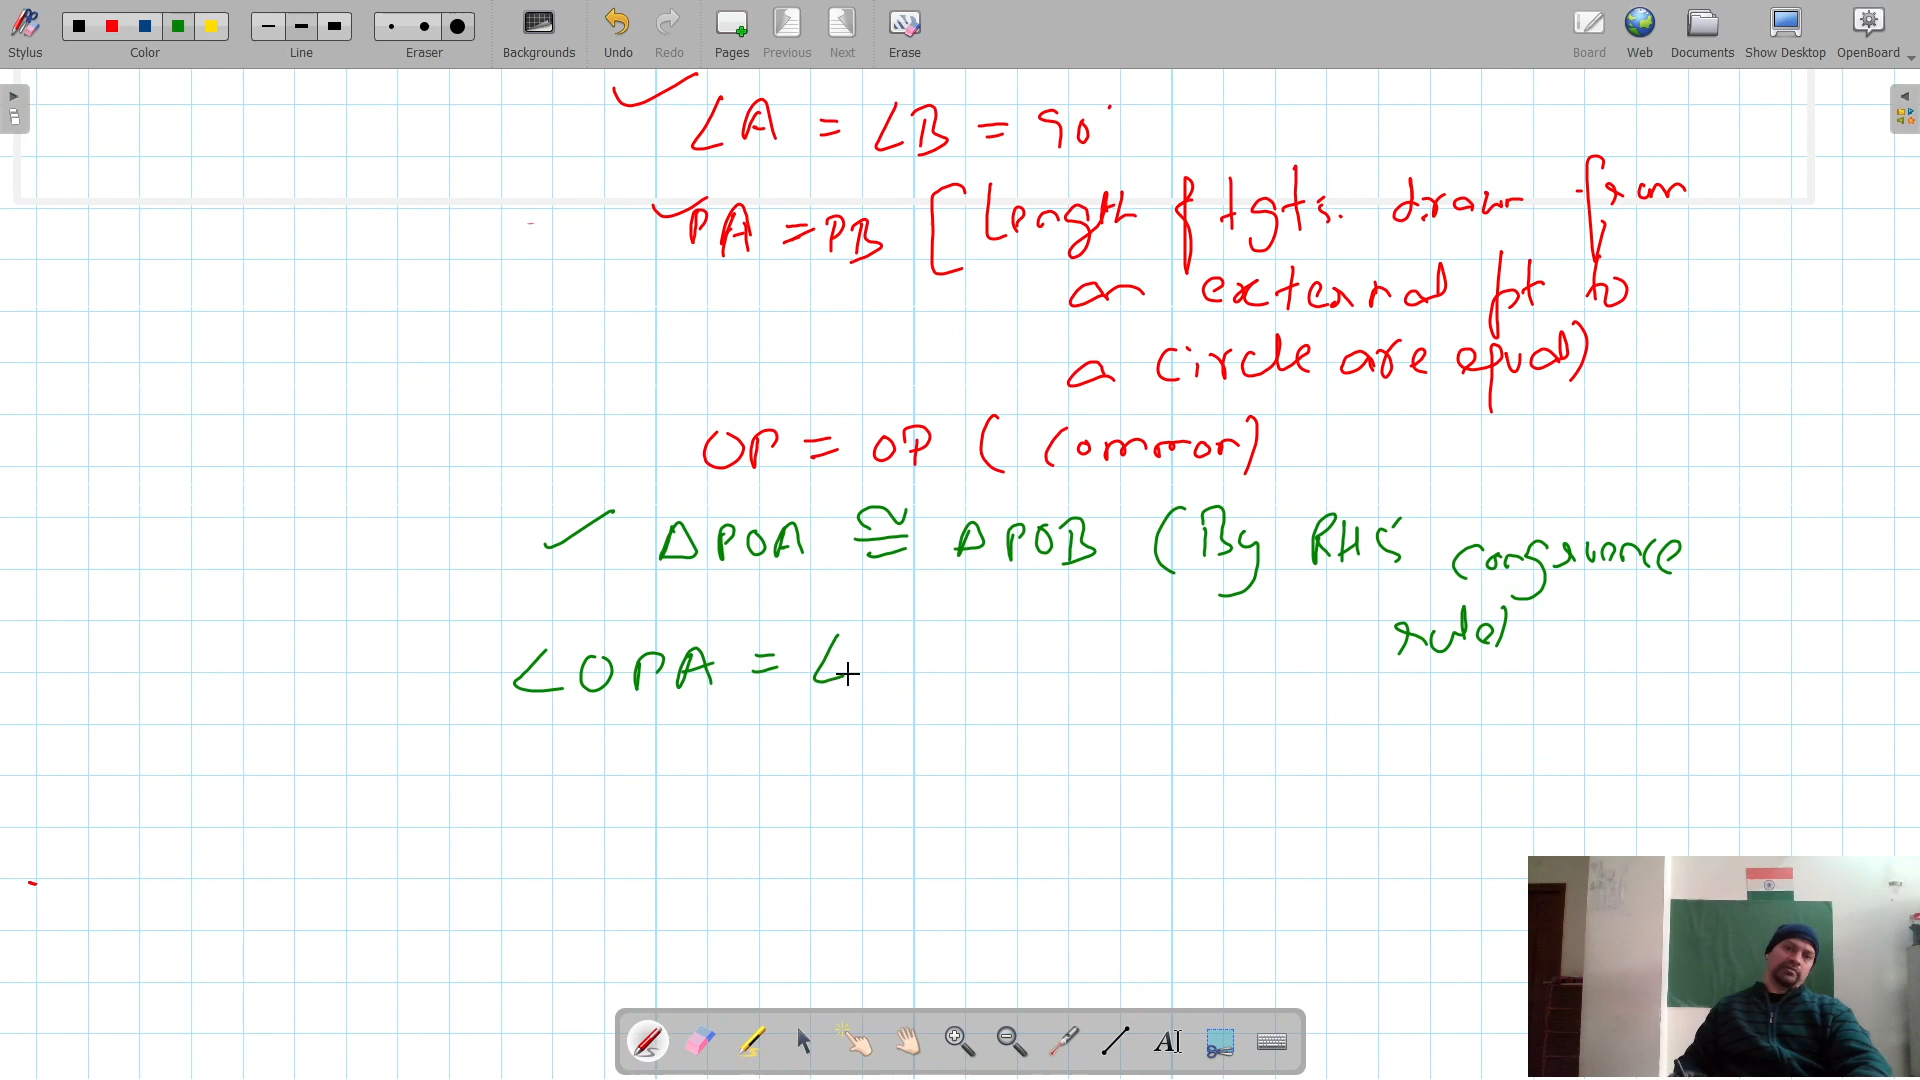 Stylus Color Line Eraser Backgrounds Undo Redo Pages Previous Next Erase Board Web Documents Show Desktop OpenBoard
∠A = ∠B = 90°
PA = PB [Length of tgts. drawn from
an external pt to
a circle are equal)
OP = OP (common)
ΔPOA ≅ ΔPOB (By RHS congruence
rule)
∠OPA = ∠